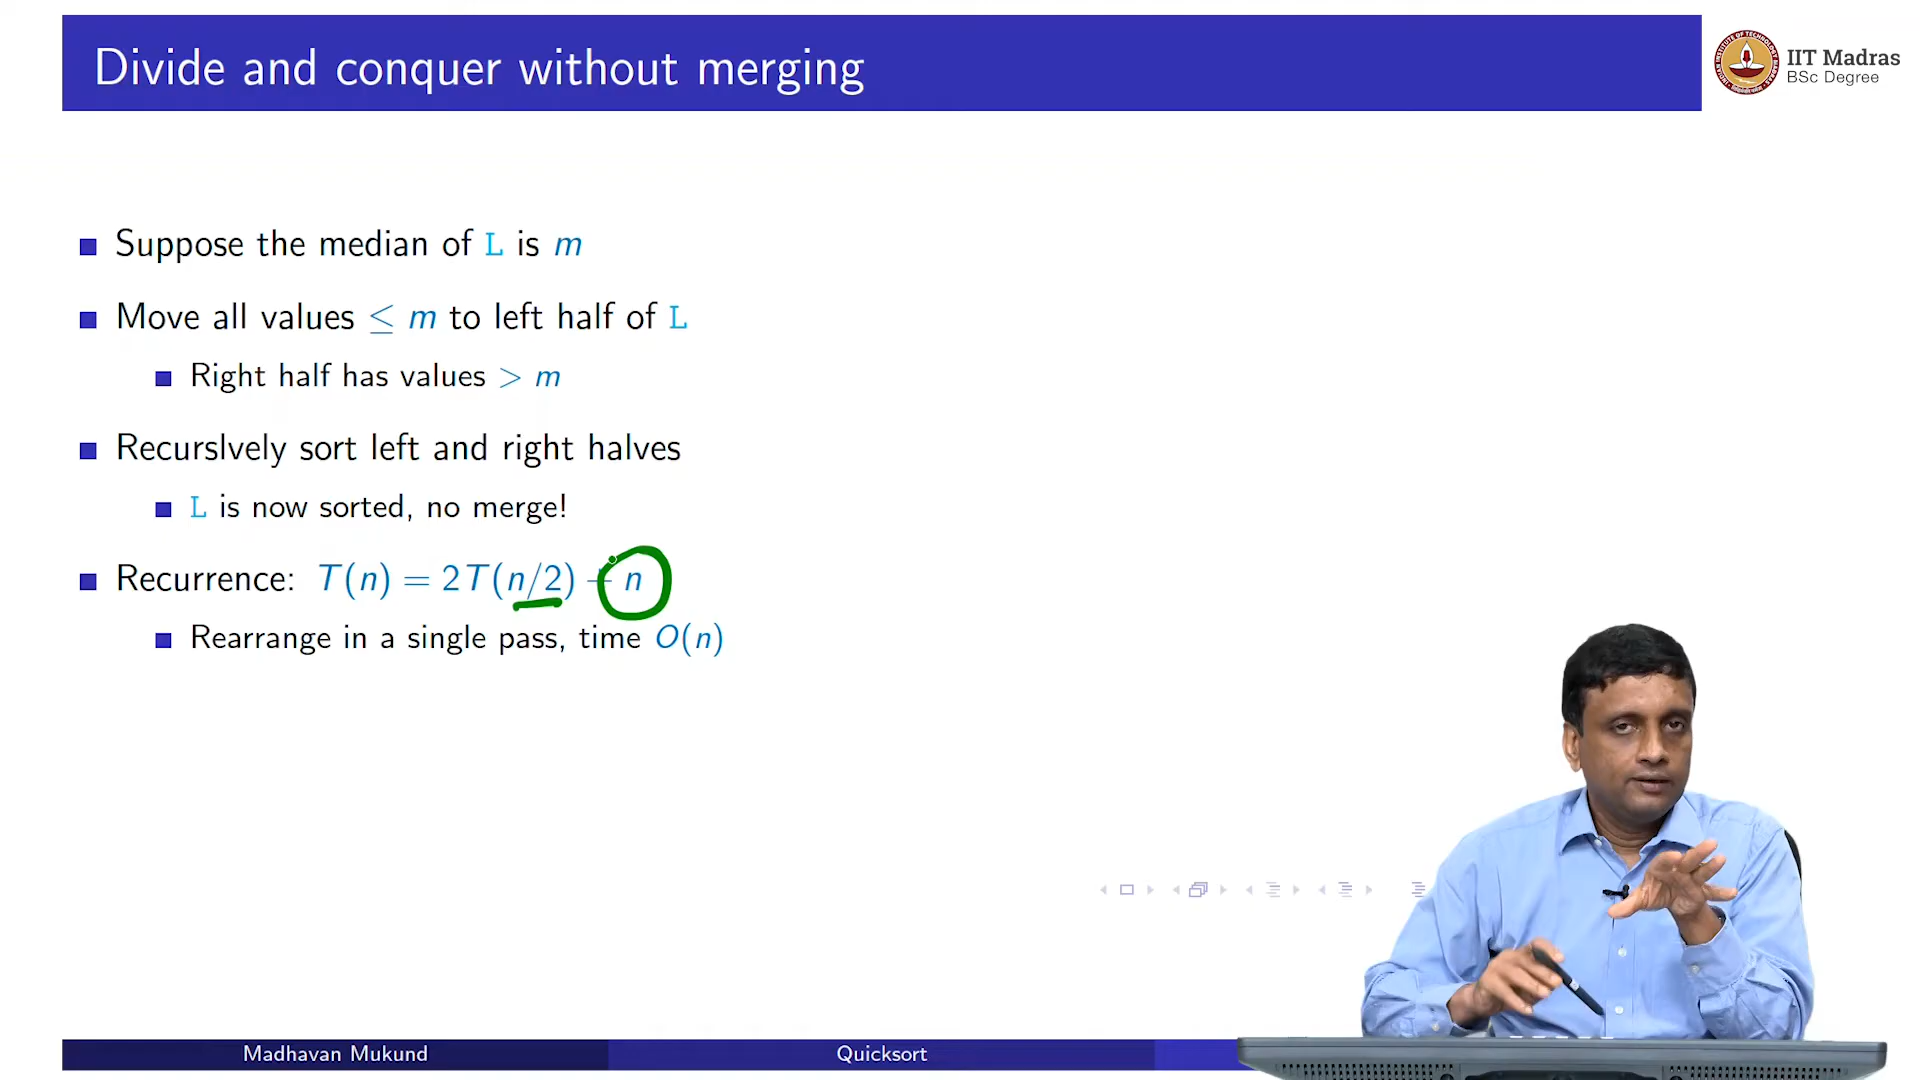 Divide and conquer without merging
IIT Madras
BSc Degree
Suppose the median of L is m
Move all values ≤ m to left half of L
Right half has values > m
Recurslvely sort left and right halves
L is now sorted, no merge!
Recurrence: T(n) = 2T(n/2) + n
Rearrange in a single pass, time O(n)
Madhavan Mukund
Quicksort